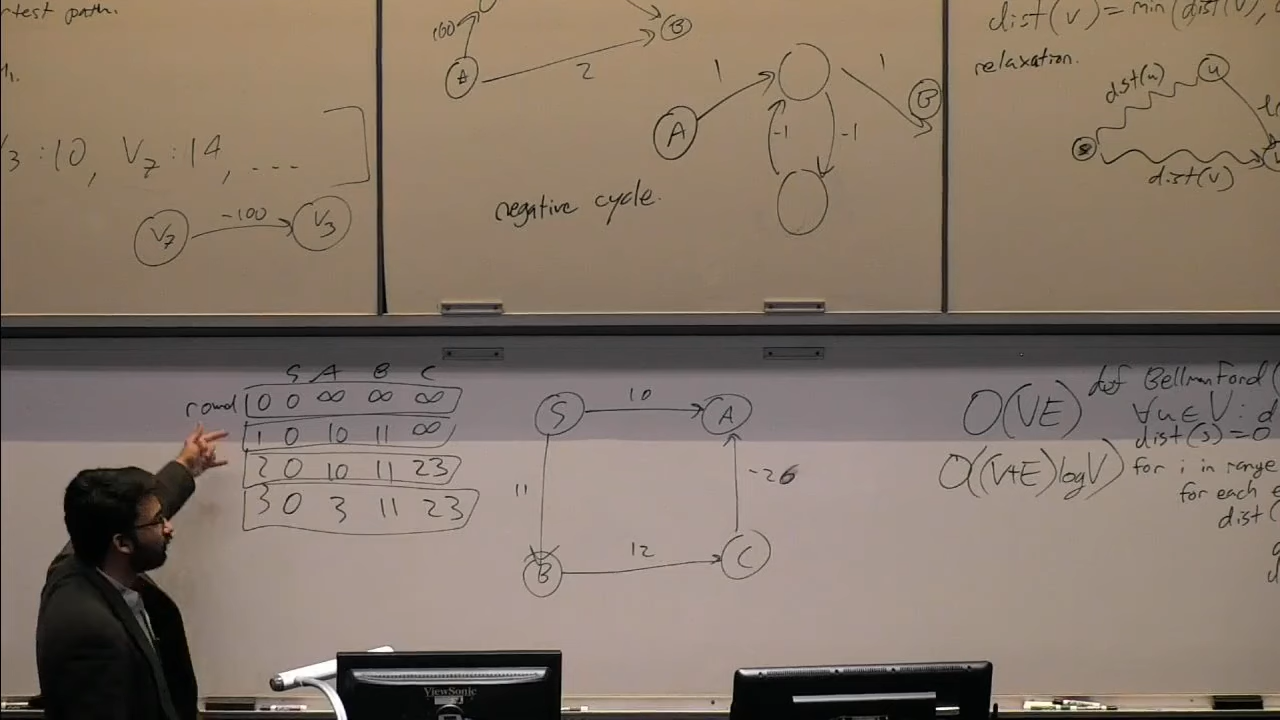 rtest path.
V₃ : 10, V₇ : 14, ...
V₇ -100 V₃
100
A 2 B
A 1 1 B
-1 -1
negative cycle.
dist(v) = min(dist(v),
relaxation.
dist(u) u
s
dist(v)
S A B C
round 0 0 ∞ ∞ ∞
1 0 10 11 ∞
2 0 10 11 23
3 0 3 11 23
S 10 A
11 -26
B 12 C
O(VE)
O((V+E)logV)
def BellmanFord(
∀u∈V: d
dist(s)=0
for i in range
for each e
dist(
ViewSonic